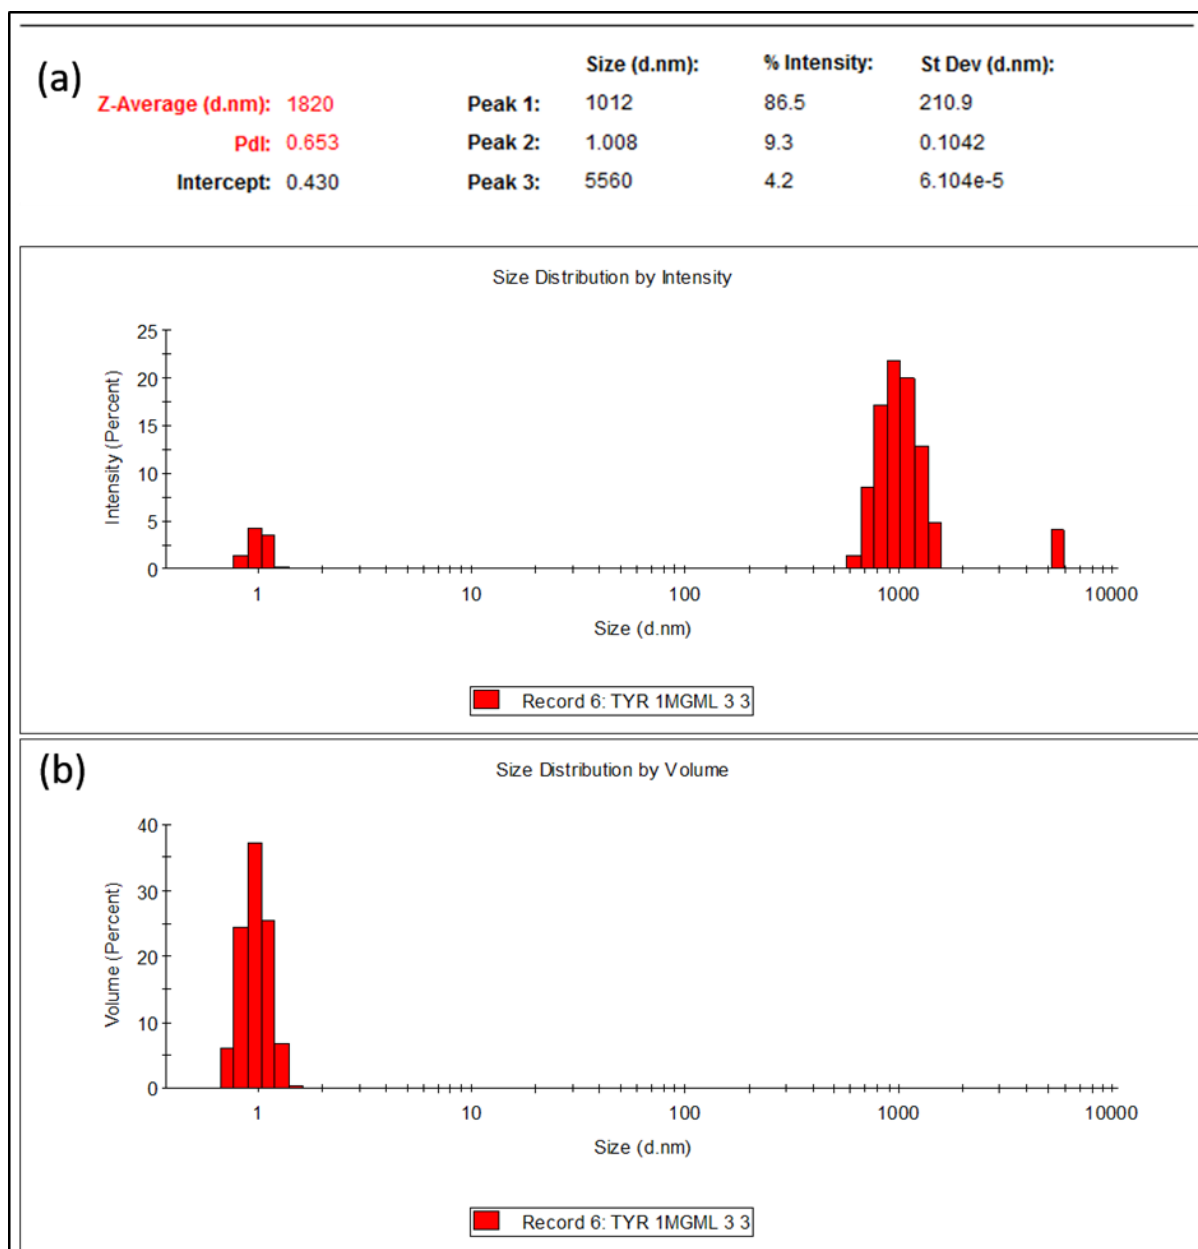 (a)
Size (d.nm): % Intensity: St Dev (d.nm):
Z-Average (d.nm): 1820 Peak 1: 1012 86.5 210.9
PdI: 0.653 Peak 2: 1.008 9.3 0.1042
Intercept: 0.430 Peak 3: 5560 4.2 6.104e-5
Size Distribution by Intensity
25
20
15
10
5
0
Intensity (Percent)
1 10 100 1000 10000
Size (d.nm)
Record 6: TYR 1MGML 3 3
(b)
Size Distribution by Volume
40
30
20
10
0
Volume (Percent)
1 10 100 1000 10000
Size (d.nm)
Record 6: TYR 1MGML 3 3